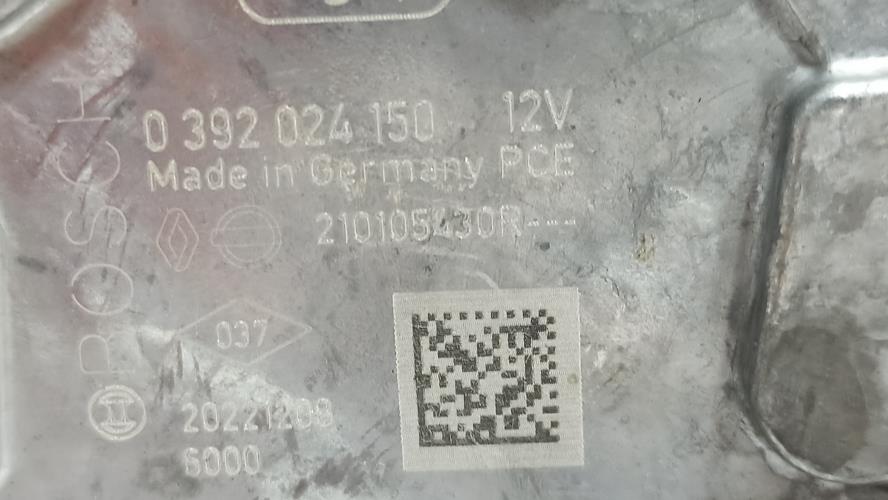 BOSCH
0 392 024 150 12V
Made in Germany PCE
210105430R---
037
20221208
6000